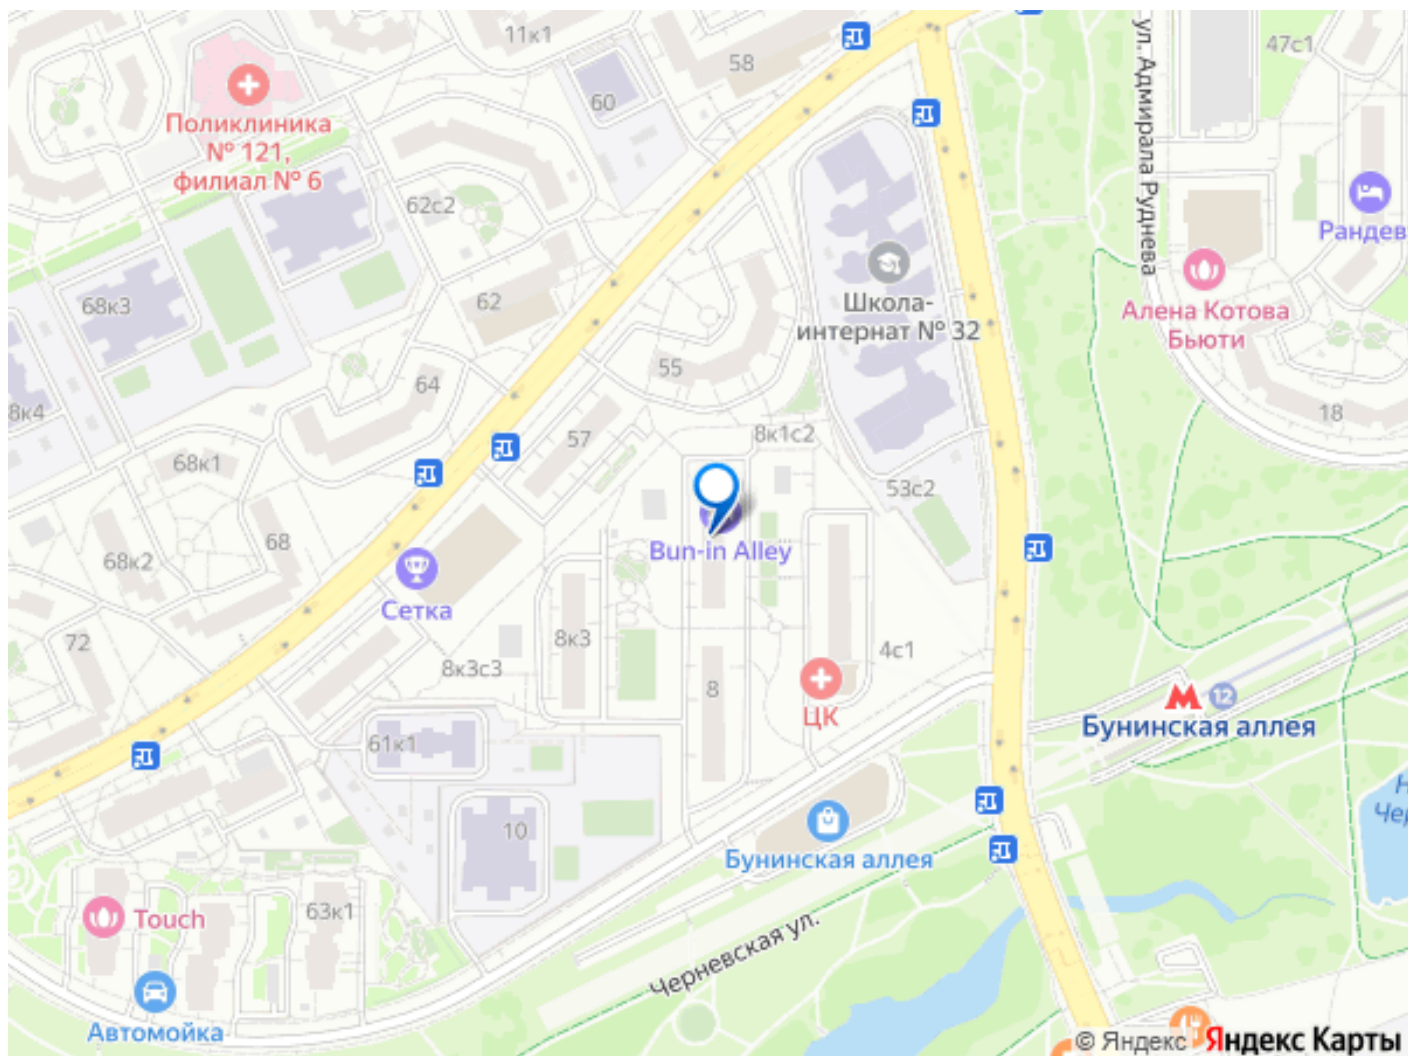 11к1
58
47с1
60
Поликлиника
№ 121,
филиал № 6
ул. Адмирала Руднева
62с2
Рандев
68к3
62
Школа-
интернат № 32
Алена Котова
Бьюти
55
64
8к4
18
57
8к1с2
68к1
53с2
68
68к2
Bun-in Alley
Сетка
72
8к3
4с1
8к3с3
8
ЦК
12
Бунинская аллея
61к1
Н
Чер
10
Бунинская аллея
63к1
Touch
Черневская ул.
Автомойка
© Яндекс Яндекс Карты